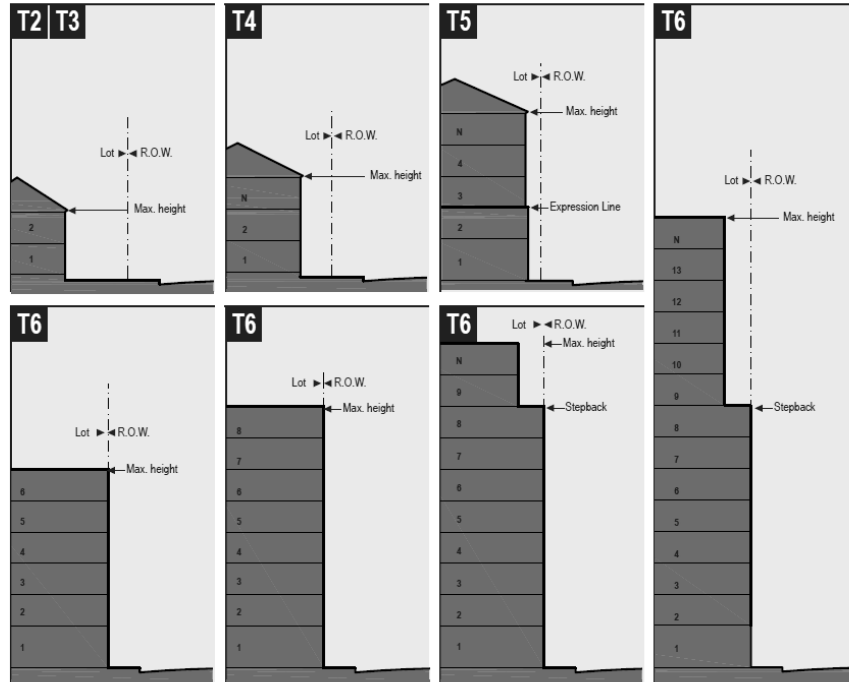 T2 T3
Lot ►◄ R.O.W.
Max. height
2
1
T4
Lot ►◄ R.O.W.
Max. height
N
2
1
T5
Lot ►◄ R.O.W.
Max. height
N
4
3
Expression Line
2
1
T6
Lot ►◄ R.O.W.
Max. height
N
13
12
11
10
9
Stepback
8
7
6
5
4
3
2
1
T6
Lot ►◄ R.O.W.
Max. height
6
5
4
3
2
1
T6
Lot ►◄ R.O.W.
Max. height
8
7
6
5
4
3
2
1
T6
Lot ►◄ R.O.W.
Max. height
N
9
Stepback
8
7
6
5
4
3
2
1